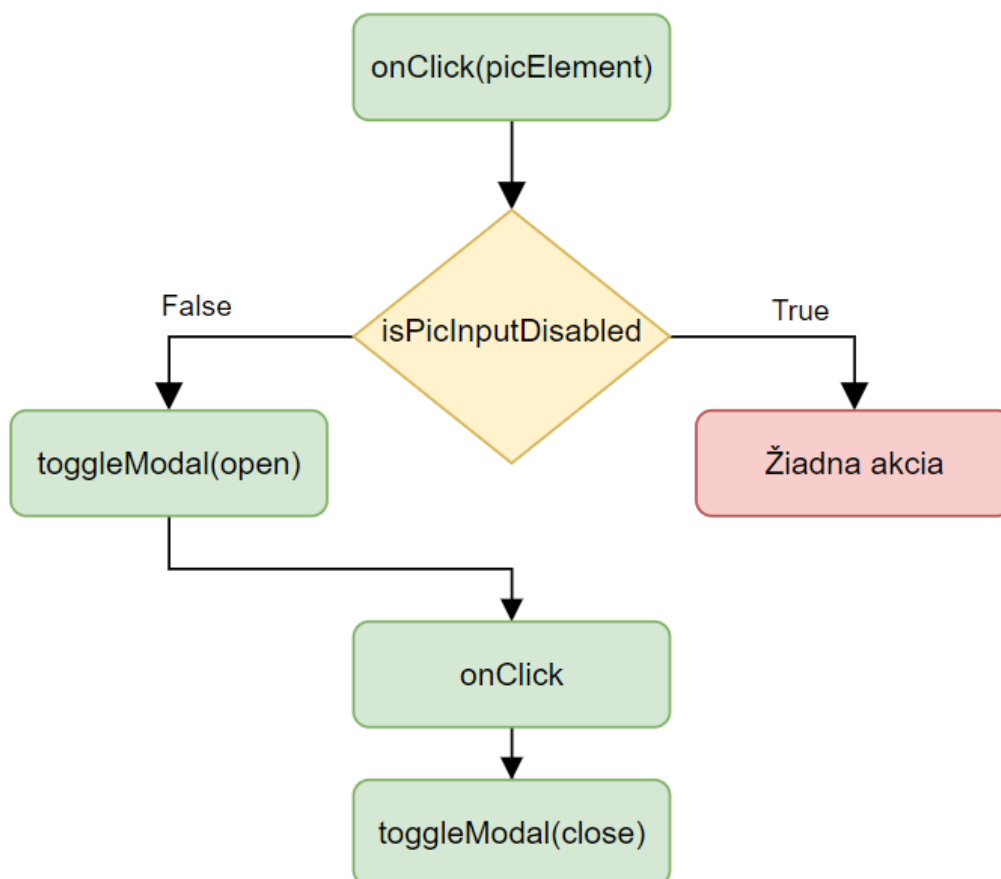 onClick(picElement)
False
True
isPicInputDisabled
toggleModal(open)
Žiadna akcia
onClick
toggleModal(close)